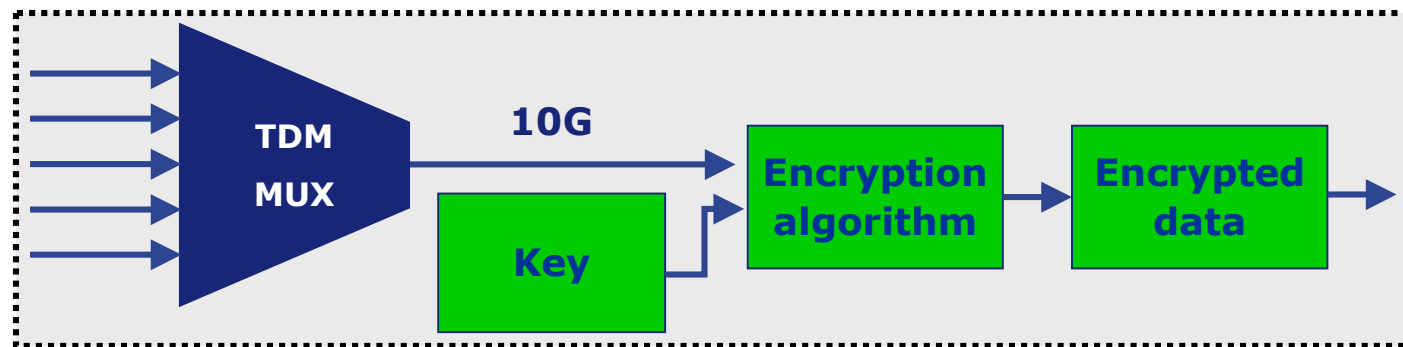 TDM
MUX
10G
Key
Encryption
algorithm
Encrypted
data